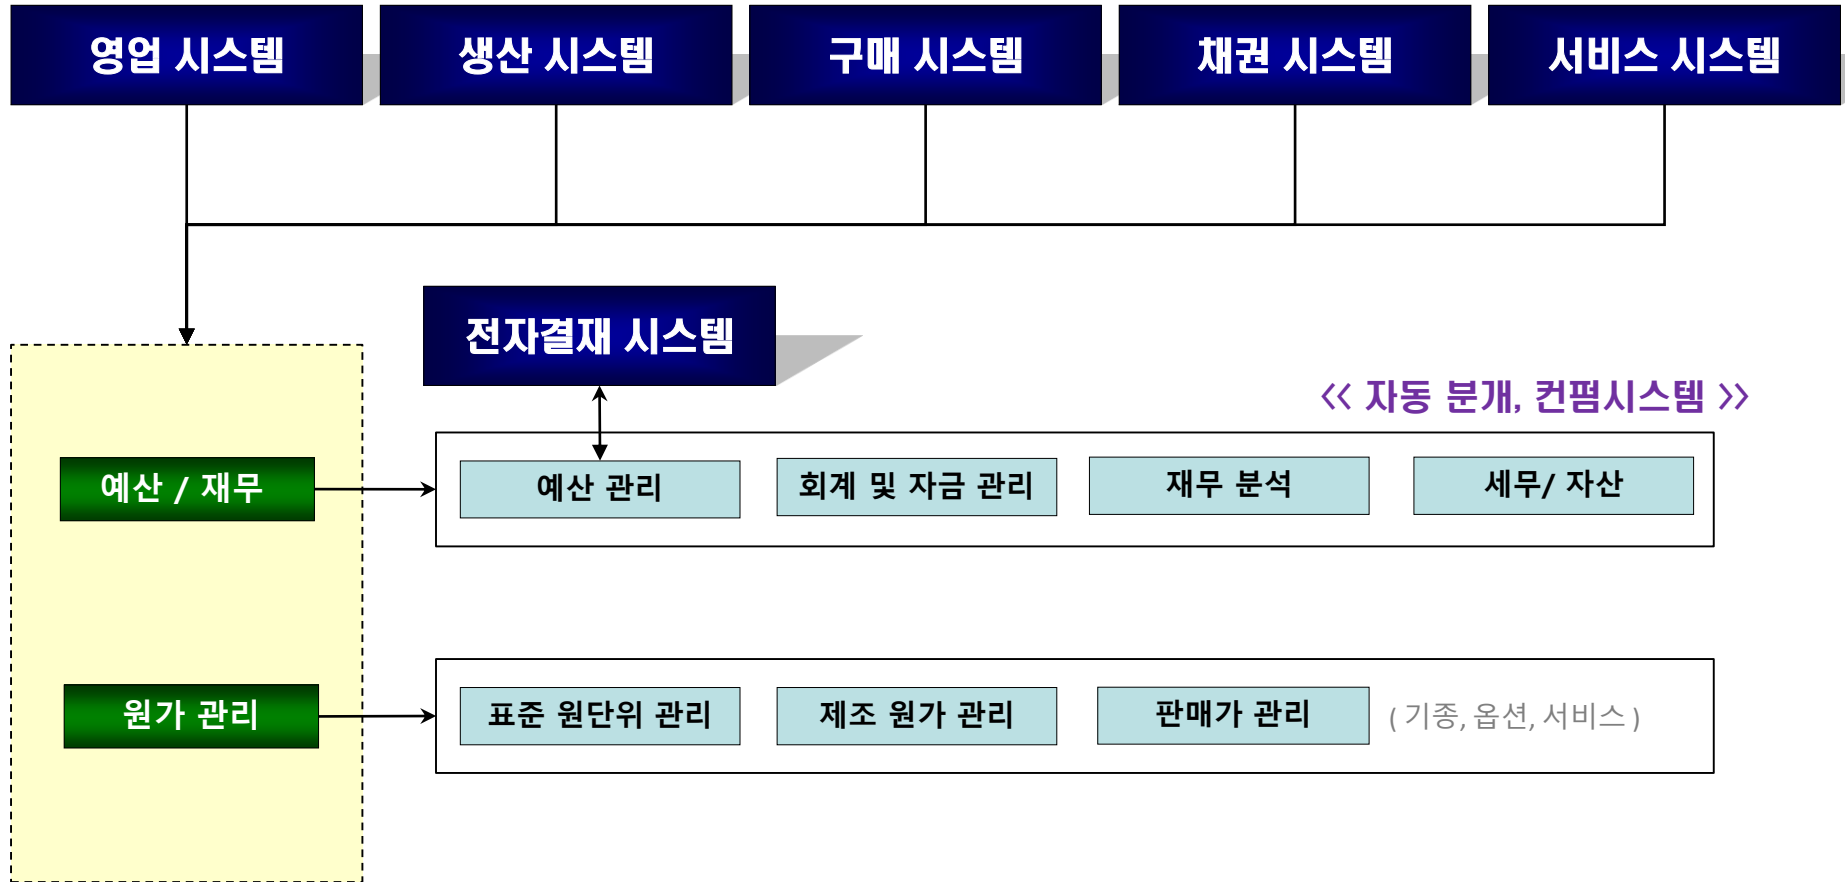 영업 시스템
생산 시스템
구매 시스템
채권 시스템
서비스 시스템
전자결재 시스템
<< 자동 분개, 컨펌시스템 >>
예산 / 재무
예산 관리
회계 및 자금 관리
재무 분석
세무/ 자산
원가 관리
표준 원단위 관리
제조 원가 관리
판매가 관리
( 기종, 옵션, 서비스 )